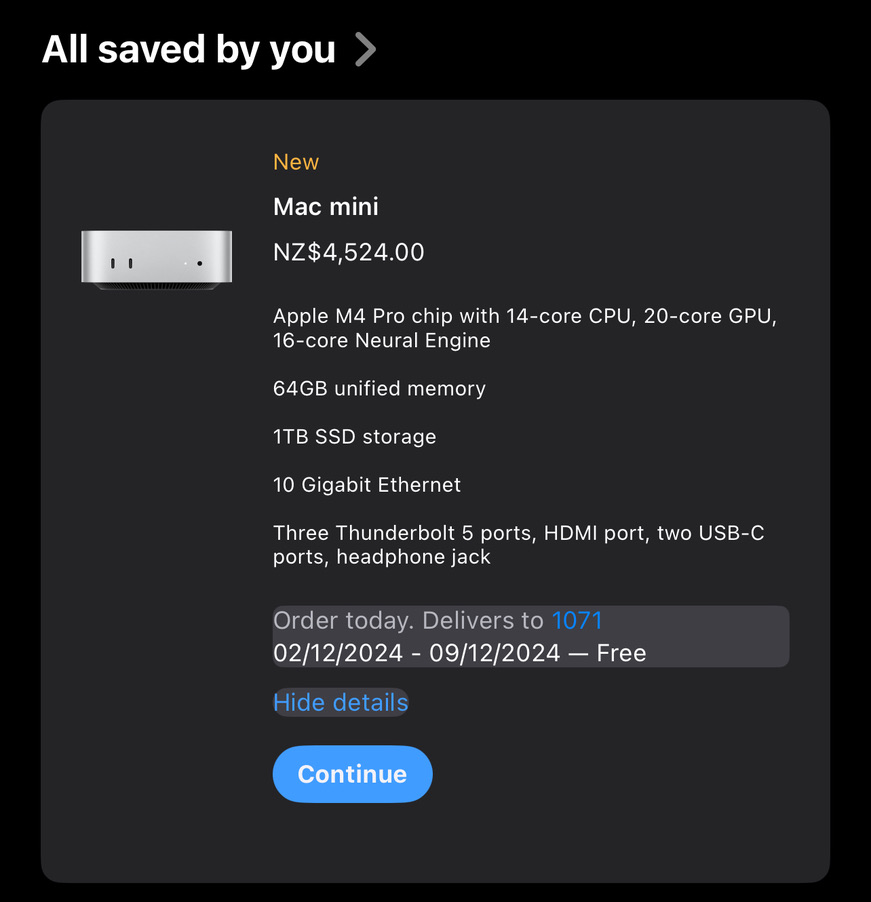 All saved by you
New
Mac mini
NZ$4,524.00
Apple M4 Pro chip with 14-core CPU, 20-core GPU,
16-core Neural Engine
64GB unified memory
1TB SSD storage
10 Gigabit Ethernet
Three Thunderbolt 5 ports, HDMI port, two USB-C
ports, headphone jack
Order today. Delivers to 1071
02/12/2024 - 09/12/2024 — Free
Hide details
Continue